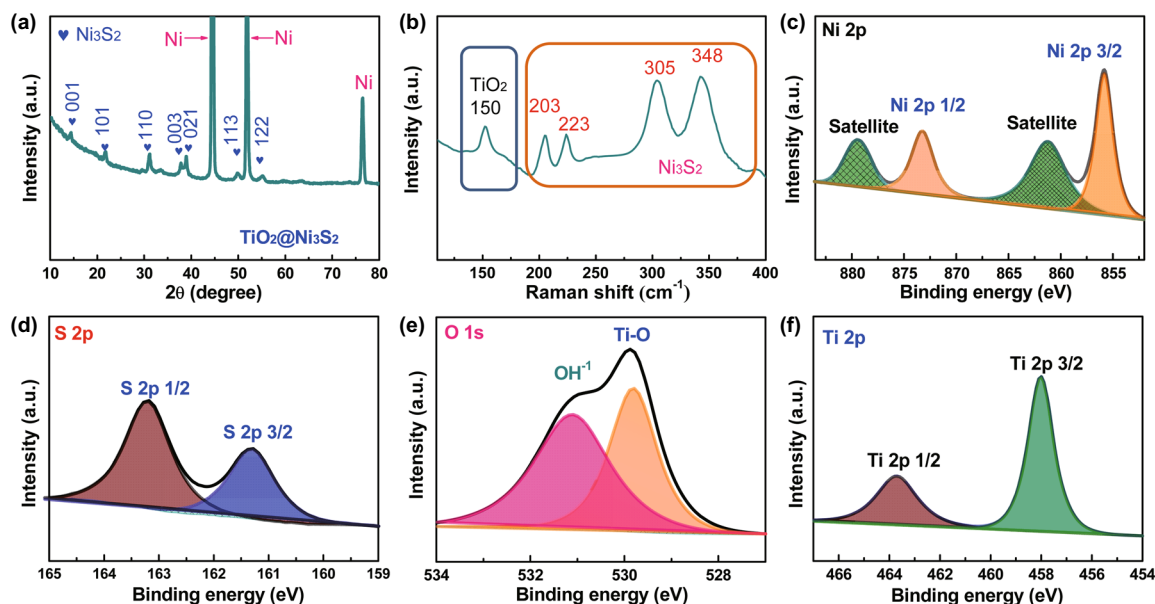 (a)
♥ Ni₃S₂
Ni
Ni
Ni
001
101
110
003
021
113
122
TiO₂@Ni₃S₂
Intensity (a.u.)
10 20 30 40 50 60 70 80
2θ (degree)
(b)
TiO₂
150
203
223
305
348
Ni₃S₂
Intensity (a.u.)
150 200 250 300 350 400
Raman shift (cm⁻¹)
(c)
Ni 2p
Ni 2p 3/2
Ni 2p 1/2
Satellite
Satellite
Intensity (a.u.)
880 875 870 865 860 855
Binding energy (eV)
(d)
S 2p
S 2p 1/2
S 2p 3/2
Intensity (a.u.)
165 164 163 162 161 160 159
Binding energy (eV)
(e)
O 1s
Ti-O
OH⁻¹
Intensity (a.u.)
534 532 530 528
Binding energy (eV)
(f)
Ti 2p
Ti 2p 3/2
Ti 2p 1/2
Intensity (a.u.)
466 464 462 460 458 456 454
Binding energy (eV)